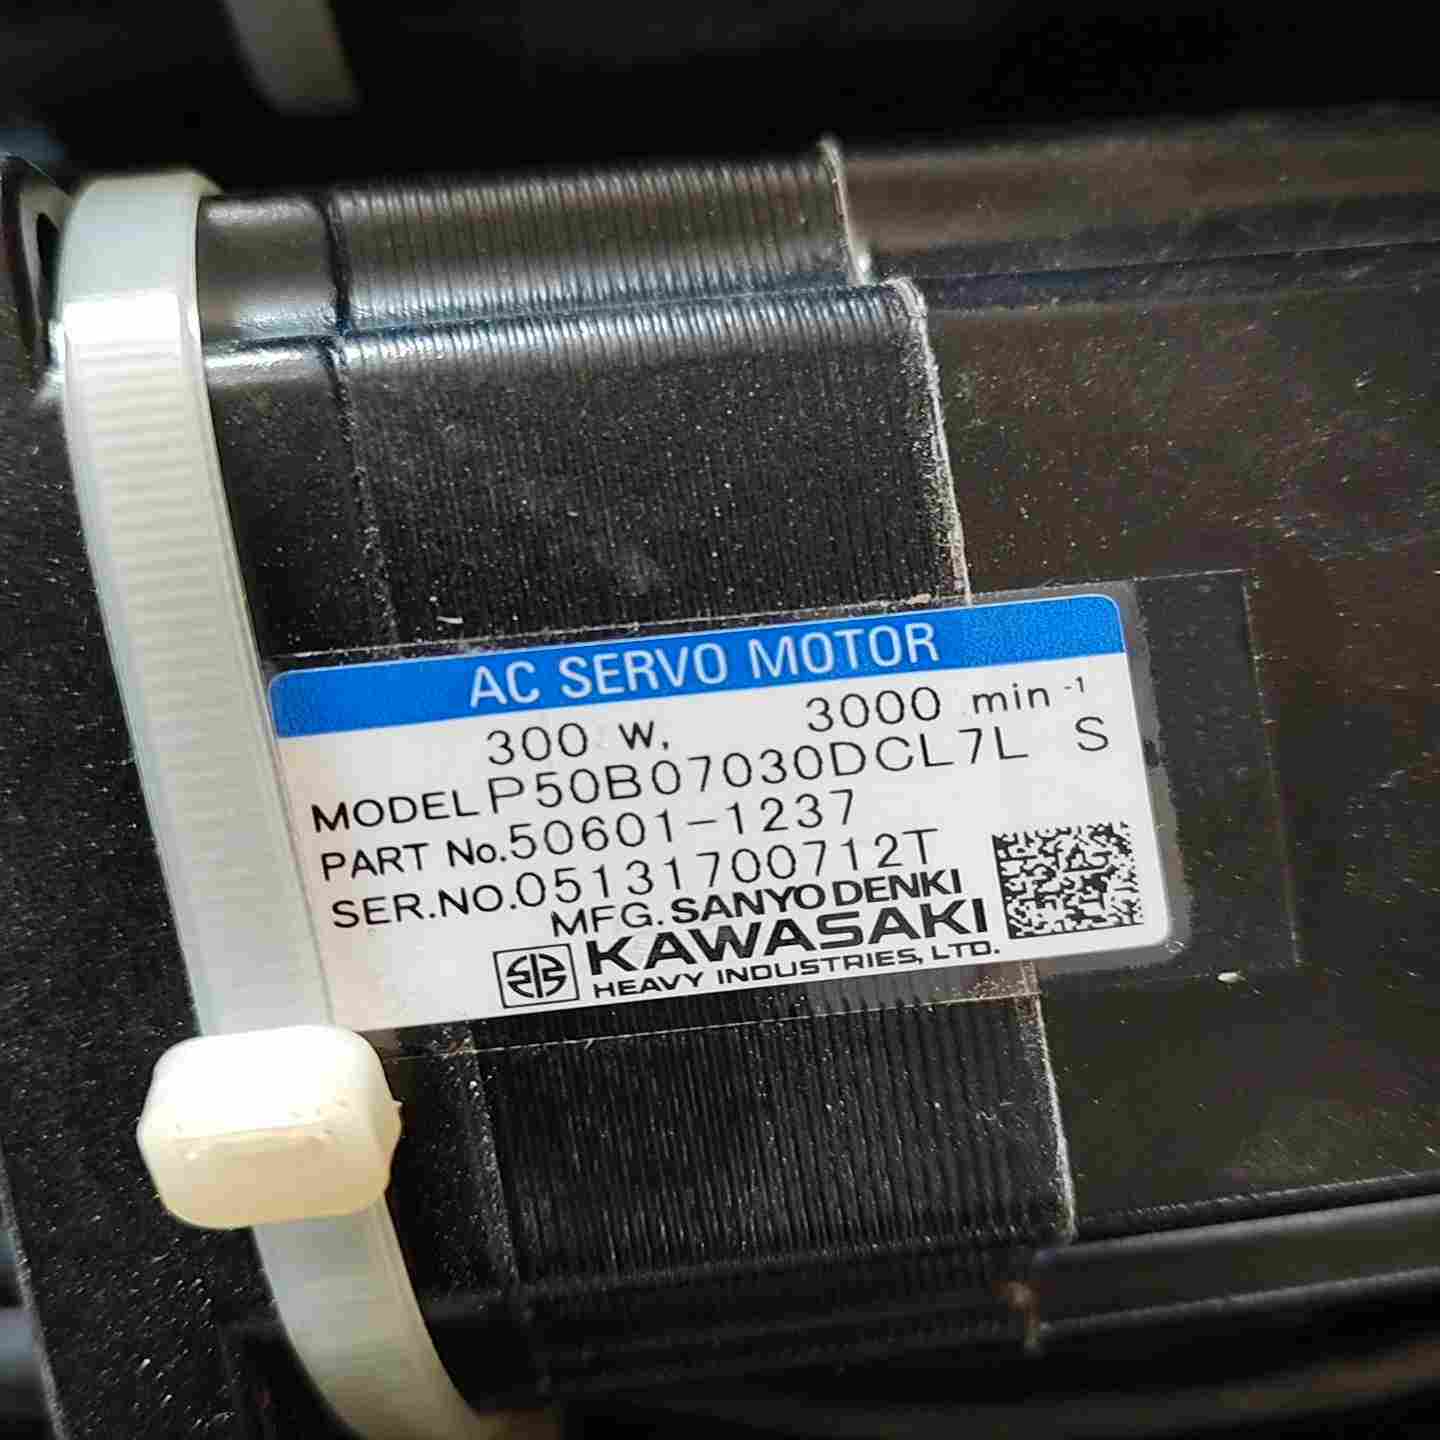 AC SERVO MOTOR
300 W, 3000 min -1
MODEL P50B07030DCL7L S
PART No.50601-1237
SER.NO.05131700712T
MFG. SANYO DENKI
KAWASAKI
HEAVY INDUSTRIES, LTD.